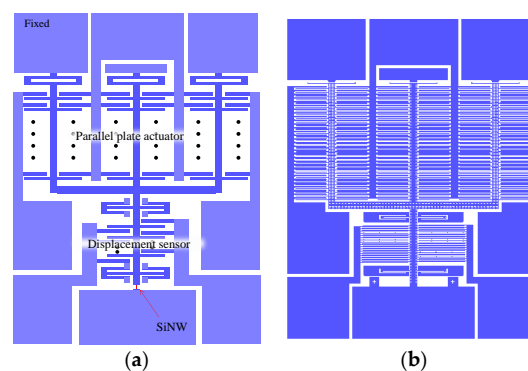 Fixed
Parallel plate actuator
Displacement sensor
SiNW
(a)
(b)